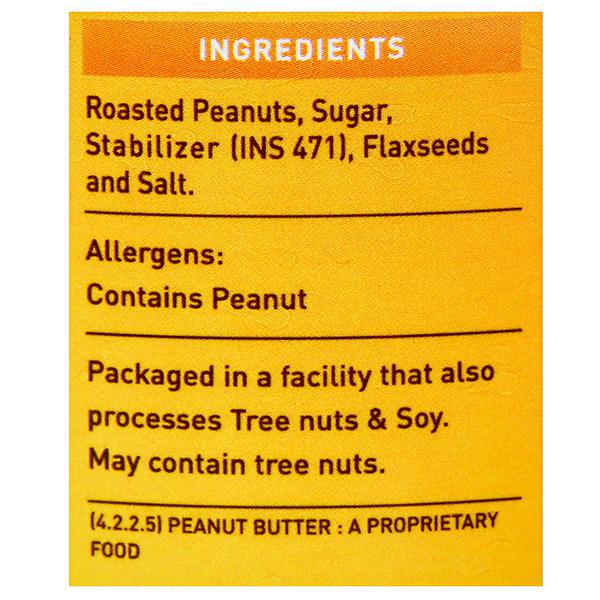 INGREDIENTS
Roasted Peanuts, Sugar,
Stabilizer (INS 471), Flaxseeds
and Salt.
Allergens:
Contains Peanut
Packaged in a facility that also
processes Tree nuts & Soy.
May contain tree nuts.
(4.2.2.5) PEANUT BUTTER : A PROPRIETARY
FOOD